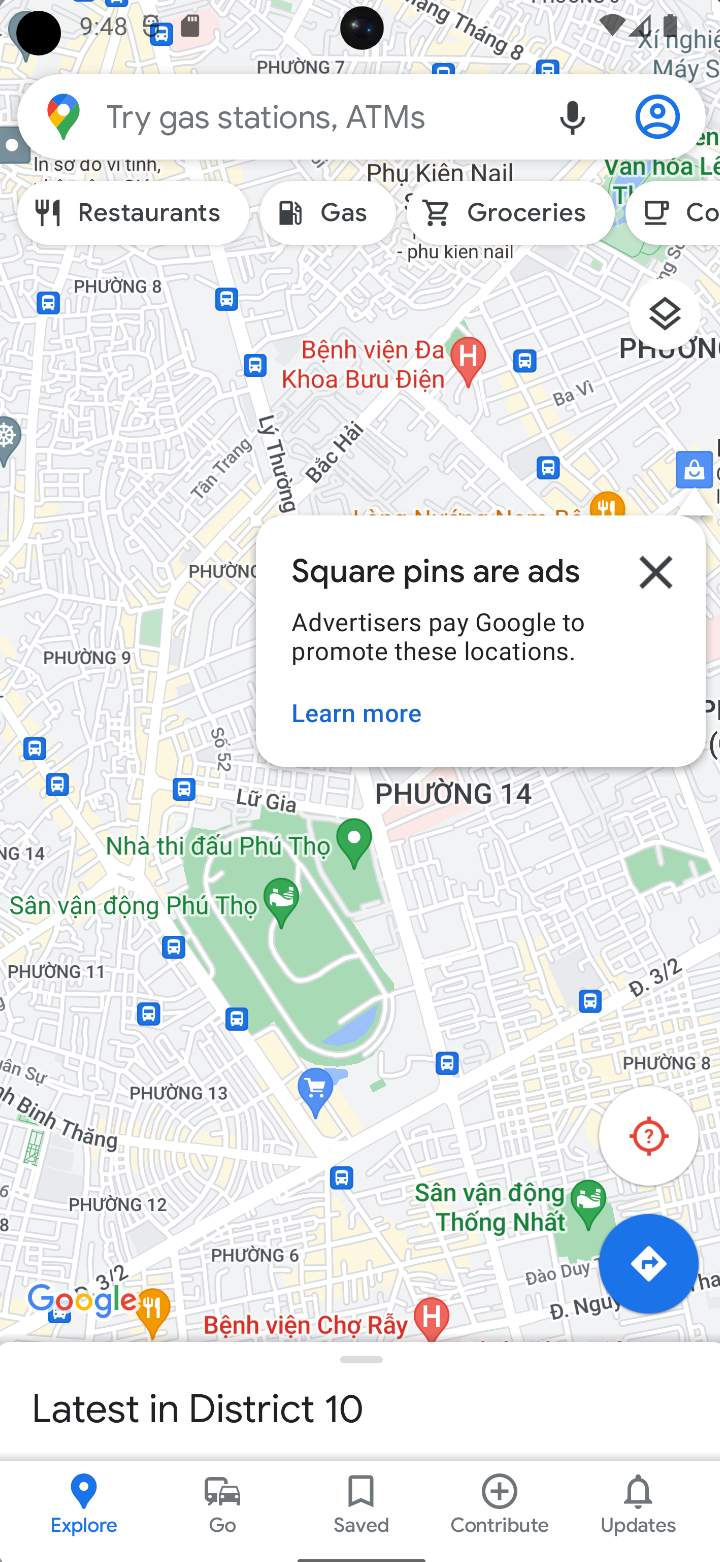 9:48
Xí nghiệ
Máy S
PHƯỜNG 7
Try gas stations, ATMs
In sơ đồ vi tính,
Phụ Kiên Nail
Văn hóa Lê
Restaurants
Gas
Groceries
Co
- phu kien nail
PHƯỜNG 8
PHƯỜN
Bệnh viện Đa
Khoa Bưu Điện
Ba Vì
Lý Thường
Bắc Hải
Tân Trang
Square pins are ads
Advertisers pay Google to
promote these locations.
Learn more
PHƯỜNG 9
Số 52
Lữ Gia
PHƯỜNG 14
Nhà thi đấu Phú Thọ
NG 14
Sân vận động Phú Thọ
PHƯỜNG 11
Đ. 3/2
PHƯỜNG 8
uân Sự
PHƯỜNG 13
nh Bình Thăng
PHƯỜNG 12
Sân vận động
Thống Nhất
PHƯỜNG 6
Đào Duy T
Đ. 3/2
Google
Đ. Nguy
Bệnh viện Chợ Rẫy
Latest in District 10
Explore
Go
Saved
Contribute
Updates